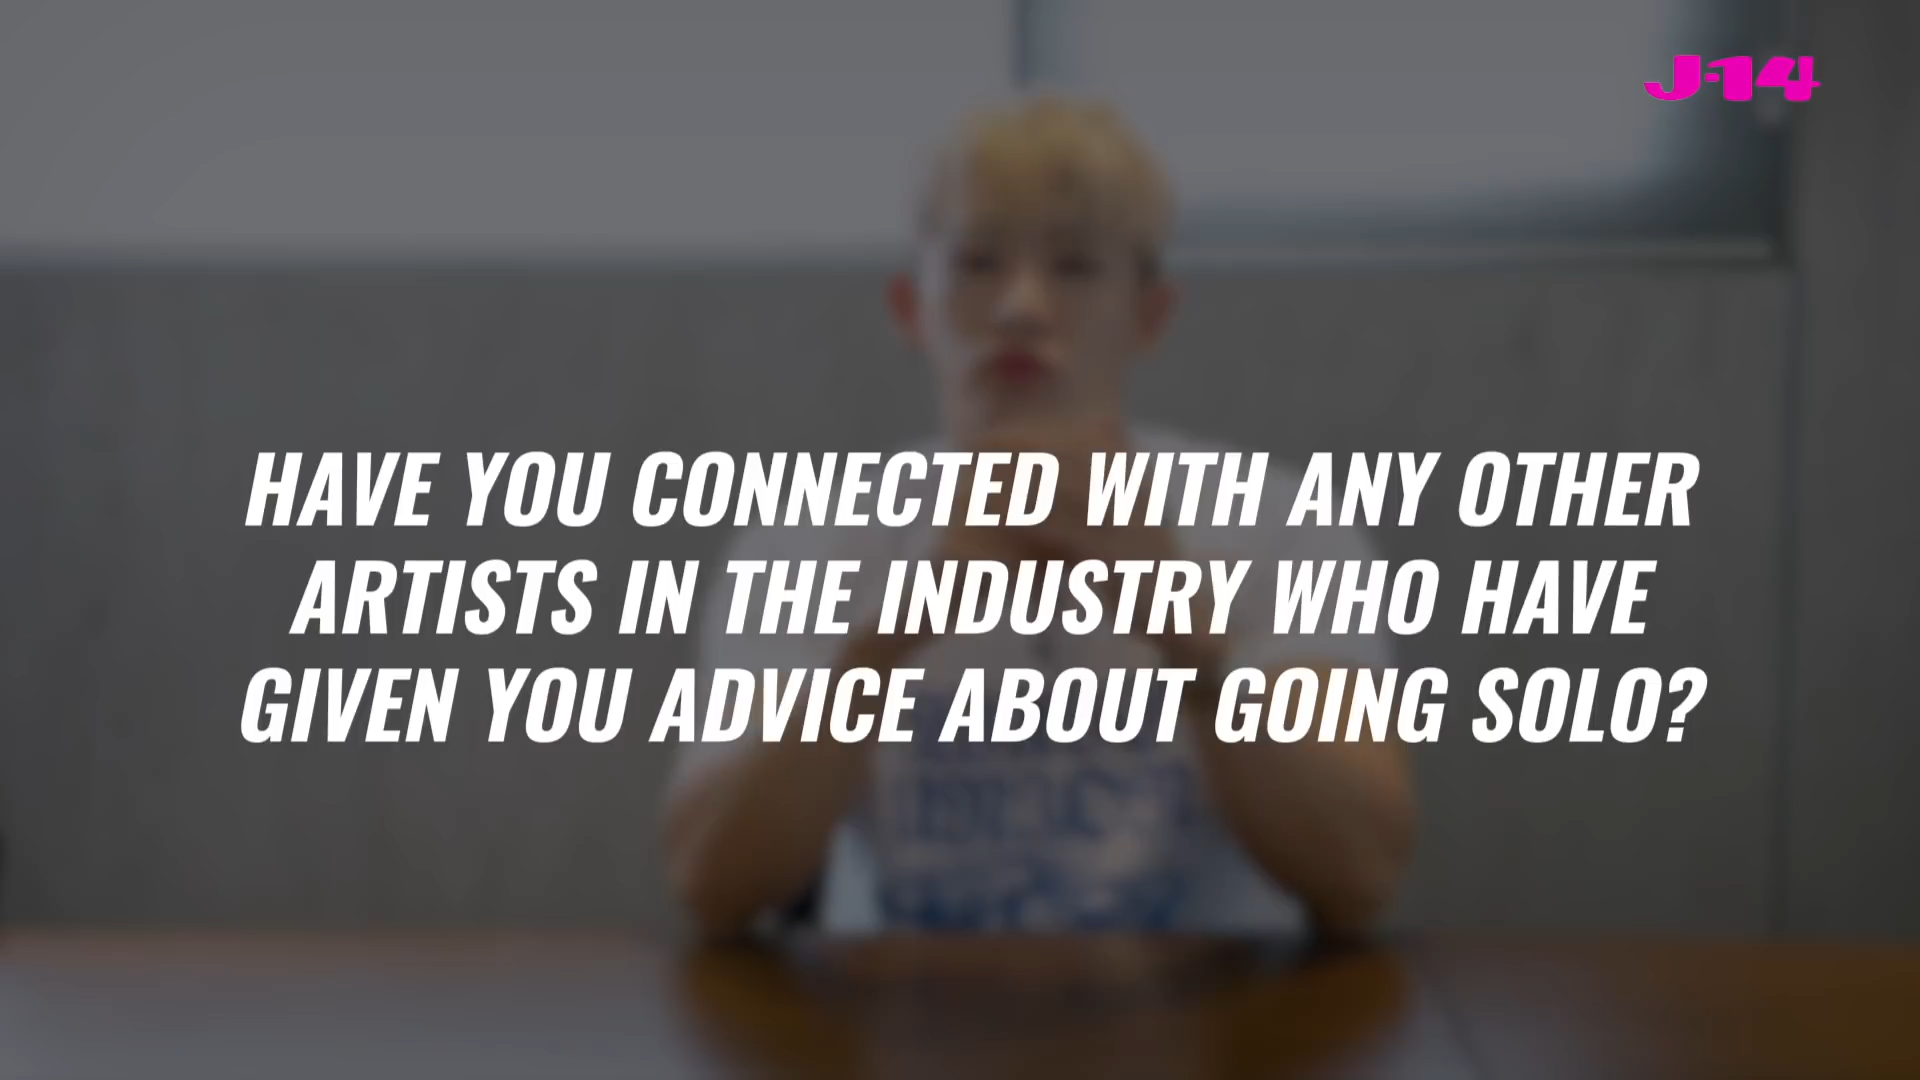 J-14
HAVE YOU CONNECTED WITH ANY OTHER
ARTISTS IN THE INDUSTRY WHO HAVE
GIVEN YOU ADVICE ABOUT GOING SOLO?